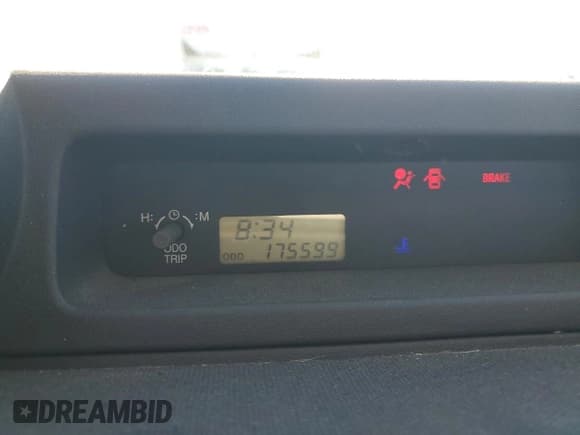 BRAKE
H: :M
8:34
ODO
TRIP
ODO 175599
DREAMBID